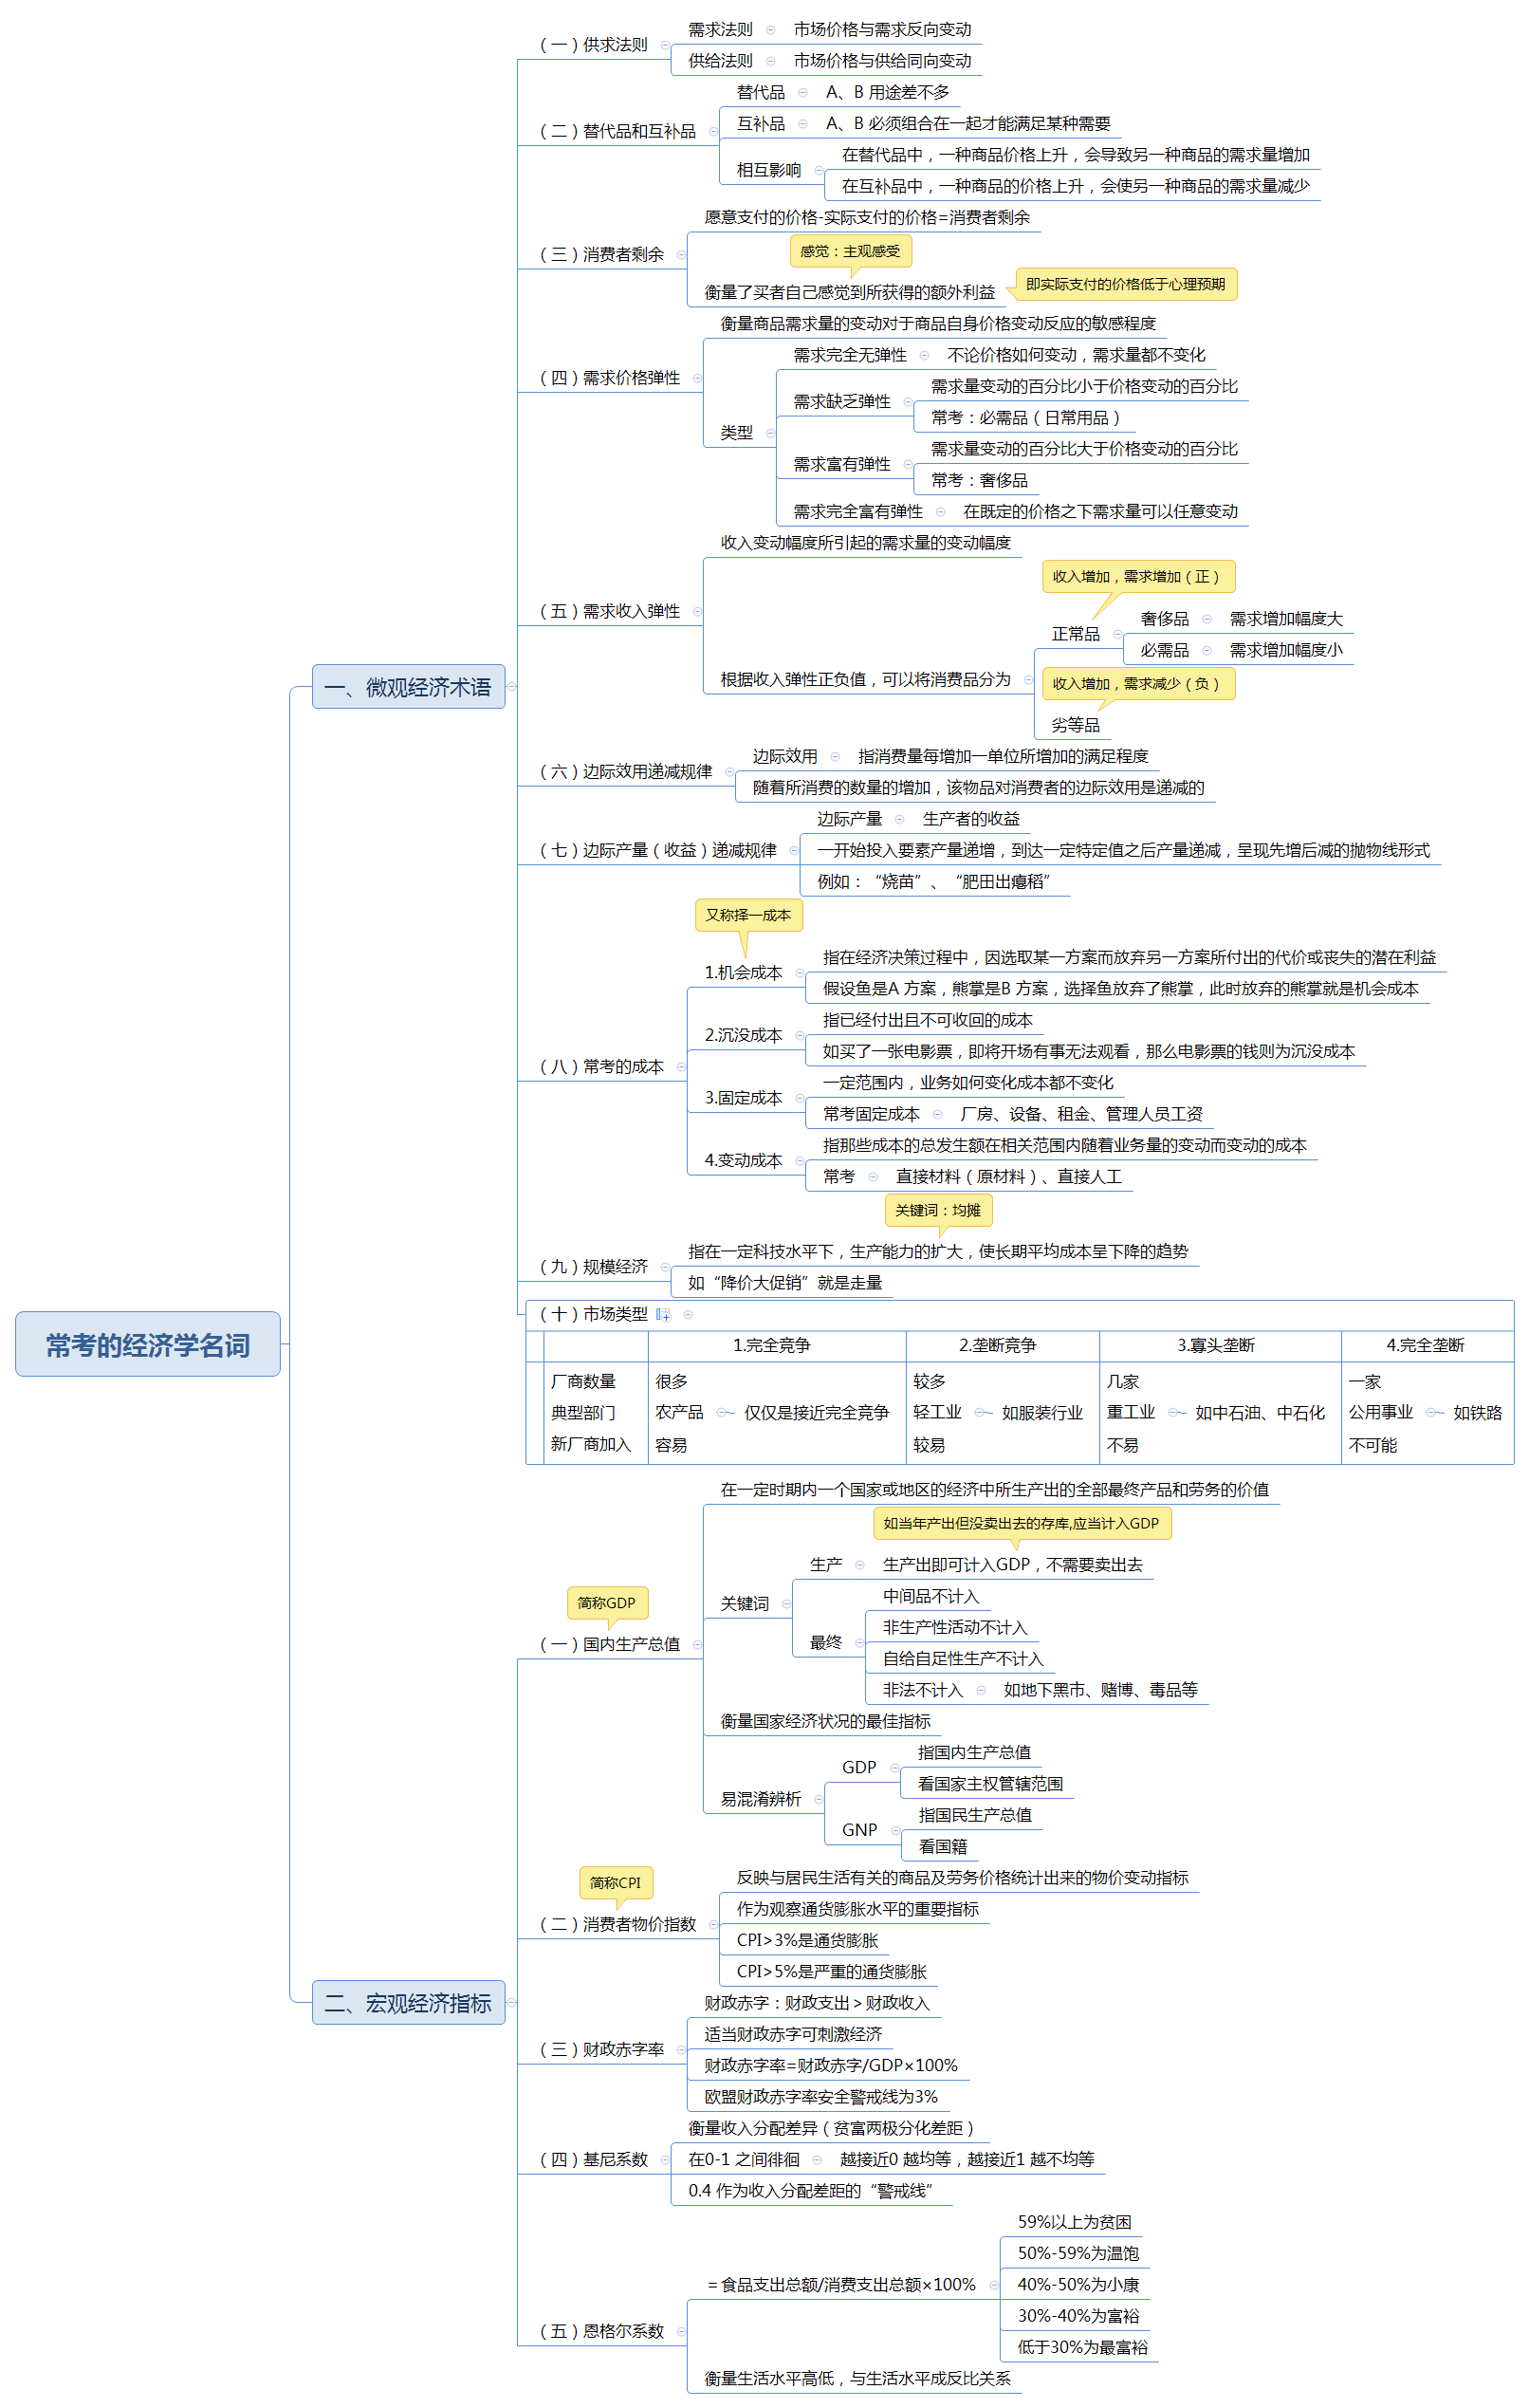 常考的经济学名词
一、微观经济术语
（一）供求法则
需求法则
市场价格与需求反向变动
供给法则
市场价格与供给同向变动
（二）替代品和互补品
替代品
A、B 用途差不多
互补品
A、B 必须组合在一起才能满足某种需要
相互影响
在替代品中，一种商品价格上升，会导致另一种商品的需求量增加
在互补品中，一种商品的价格上升，会使另一种商品的需求量减少
（三）消费者剩余
愿意支付的价格-实际支付的价格=消费者剩余
感觉：主观感受
衡量了买者自己感觉到所获得的额外利益
即实际支付的价格低于心理预期
（四）需求价格弹性
衡量商品需求量的变动对于商品自身价格变动反应的敏感程度
类型
需求完全无弹性
不论价格如何变动，需求量都不变化
需求缺乏弹性
需求量变动的百分比小于价格变动的百分比
常考：必需品（日常用品）
需求富有弹性
需求量变动的百分比大于价格变动的百分比
常考：奢侈品
需求完全富有弹性
在既定的价格之下需求量可以任意变动
（五）需求收入弹性
收入变动幅度所引起的需求量的变动幅度
根据收入弹性正负值，可以将消费品分为
收入增加，需求增加（正）
正常品
奢侈品
需求增加幅度大
必需品
需求增加幅度小
收入增加，需求减少（负）
劣等品
（六）边际效用递减规律
边际效用
指消费量每增加一单位所增加的满足程度
随着所消费的数量的增加，该物品对消费者的边际效用是递减的
（七）边际产量（收益）递减规律
边际产量
生产者的收益
一开始投入要素产量递增，到达一定特定值之后产量递减，呈现先增后减的抛物线形式
例如：“烧苗”、“肥田出瘪稻”
（八）常考的成本
又称择一成本
1.机会成本
指在经济决策过程中，因选取某一方案而放弃另一方案所付出的代价或丧失的潜在利益
假设鱼是A 方案，熊掌是B 方案，选择鱼放弃了熊掌，此时放弃的熊掌就是机会成本
2.沉没成本
指已经付出且不可收回的成本
如买了一张电影票，即将开场有事无法观看，那么电影票的钱则为沉没成本
3.固定成本
一定范围内，业务如何变化成本都不变化
常考固定成本
厂房、设备、租金、管理人员工资
4.变动成本
指那些成本的总发生额在相关范围内随着业务量的变动而变动的成本
常考
直接材料（原材料）、直接人工
（九）规模经济
关键词：均摊
指在一定科技水平下，生产能力的扩大，使长期平均成本呈下降的趋势
如“降价大促销”就是走量
（十）市场类型
1.完全竞争 2.垄断竞争 3.寡头垄断 4.完全垄断
厂商数量 很多 较多 几家 一家
典型部门 农产品 仅仅是接近完全竞争 轻工业 如服装行业 重工业 如中石油、中石化 公用事业 如铁路
新厂商加入 容易 较易 不易 不可能
二、宏观经济指标
简称GDP
（一）国内生产总值
在一定时期内一个国家或地区的经济中所生产出的全部最终产品和劳务的价值
关键词
如当年产出但没卖出去的存库,应当计入GDP
生产
生产出即可计入GDP，不需要卖出去
最终
中间品不计入
非生产性活动不计入
自给自足性生产不计入
非法不计入
如地下黑市、赌博、毒品等
衡量国家经济状况的最佳指标
易混淆辨析
GDP
指国内生产总值
看国家主权管辖范围
GNP
指国民生产总值
看国籍
简称CPI
（二）消费者物价指数
反映与居民生活有关的商品及劳务价格统计出来的物价变动指标
作为观察通货膨胀水平的重要指标
CPI>3%是通货膨胀
CPI>5%是严重的通货膨胀
（三）财政赤字率
财政赤字：财政支出＞财政收入
适当财政赤字可刺激经济
财政赤字率=财政赤字/GDP×100%
欧盟财政赤字率安全警戒线为3%
（四）基尼系数
衡量收入分配差异（贫富两极分化差距）
在0-1 之间徘徊
越接近0 越均等，越接近1 越不均等
0.4 作为收入分配差距的“警戒线”
（五）恩格尔系数
＝食品支出总额/消费支出总额×100%
59%以上为贫困
50%-59%为温饱
40%-50%为小康
30%-40%为富裕
低于30%为最富裕
衡量生活水平高低，与生活水平成反比关系